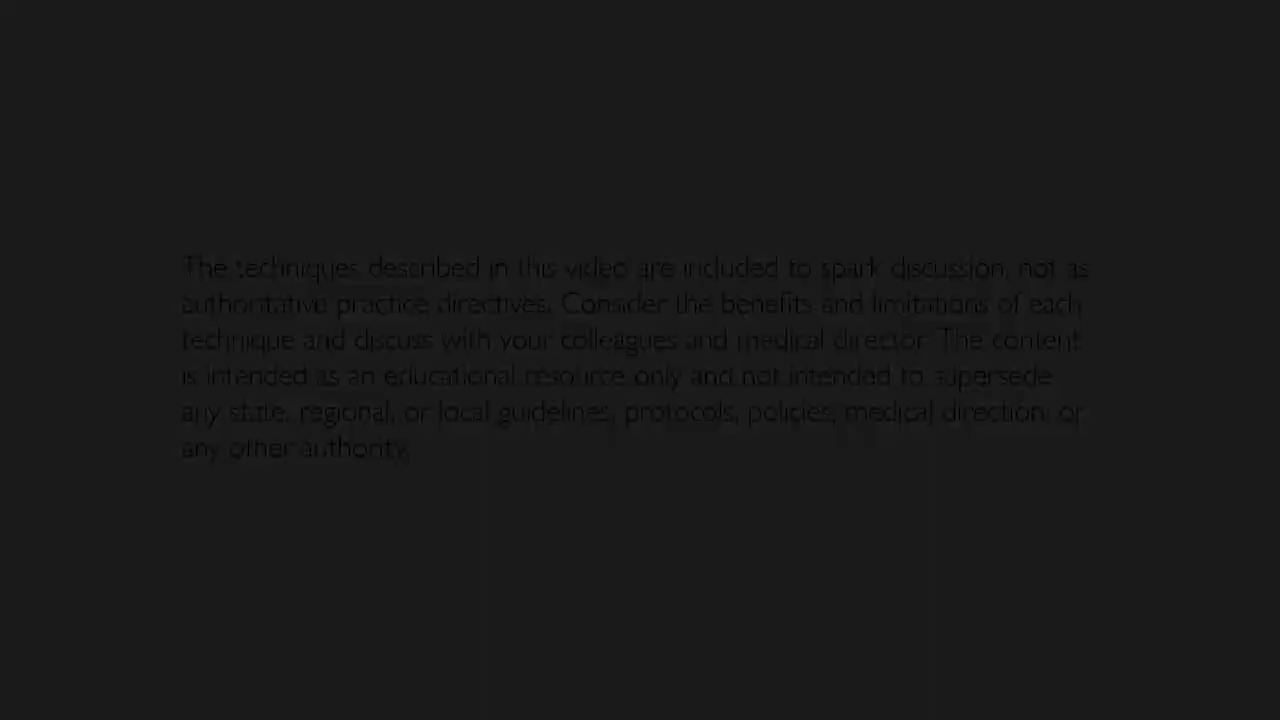 The techniques described in this video are included to spark discussion, not as
authoritative practice directives. Consider the benefits and limitations of each
technique and discuss with your colleagues and medical director. The content
is intended as an educational resource only and not intended to supersede
any state, regional, or local guidelines, protocols, policies, medical direction, or
any other authority.